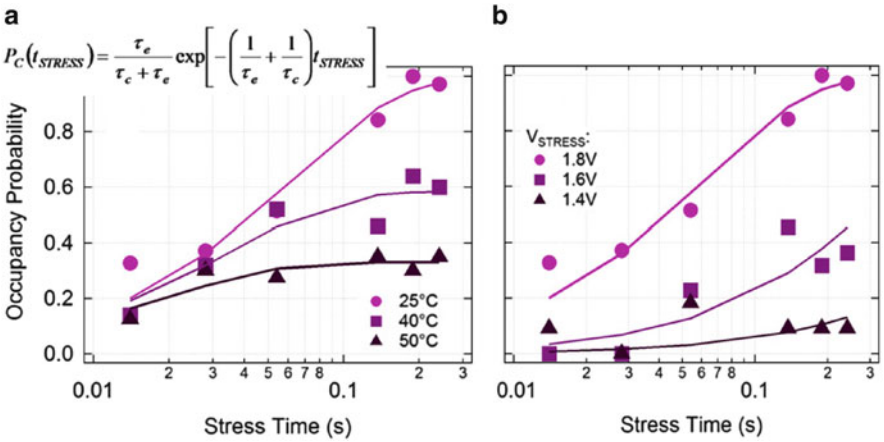 a
P_C(t_STRESS) = τ_e / (τ_c + τ_e) exp[−(1/τ_e + 1/τ_c) t_STRESS]
Occupancy Probability
0.8
0.6
0.4
0.2
0.0
25°C
40°C
50°C
0.01
2
3
4
5
6
7
8
0.1
2
3
Stress Time (s)
b
V_STRESS:
1.8V
1.6V
1.4V
0.01
2
3
4
5
6
7
8
0.1
2
3
Stress Time (s)